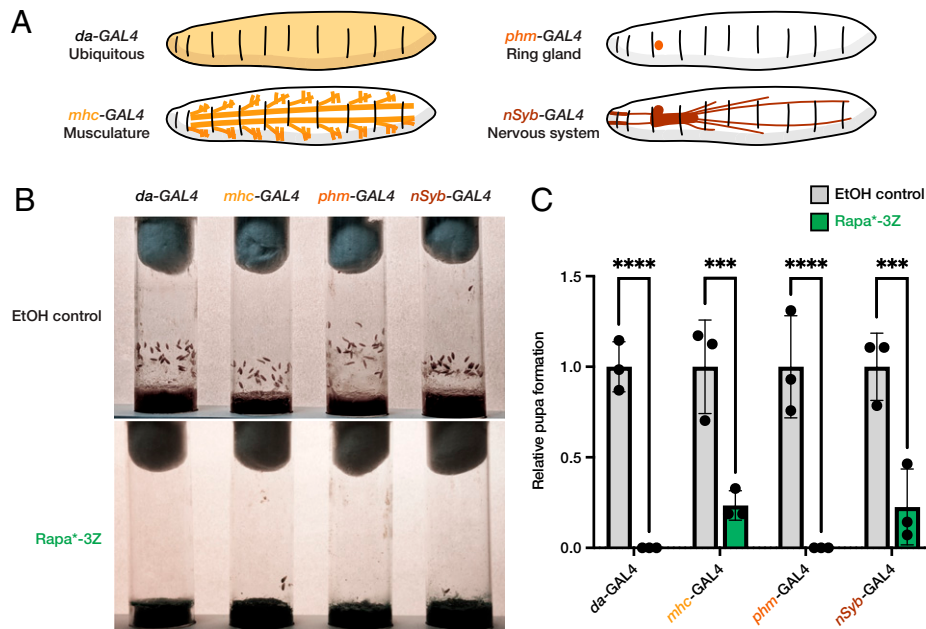 A
da-GAL4
Ubiquitous
mhc-GAL4
Musculature
phm-GAL4
Ring gland
nSyb-GAL4
Nervous system
B
da-GAL4 mhc-GAL4 phm-GAL4 nSyb-GAL4
EtOH control
Rapa*-3Z
C
EtOH control
Rapa*-3Z
**** *** **** ***
1.5
1.0
0.5
0.0
Relative pupa formation
da-GAL4
mhc-GAL4
phm-GAL4
nSyb-GAL4